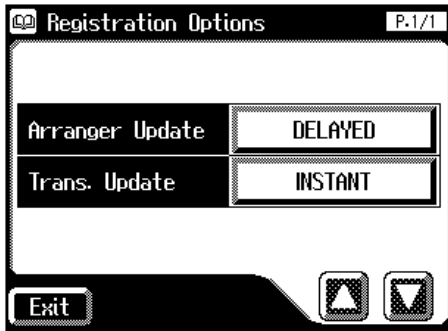 Registration Options P.1/1
Arranger Update DELAYED
Trans. Update INSTANT
Exit